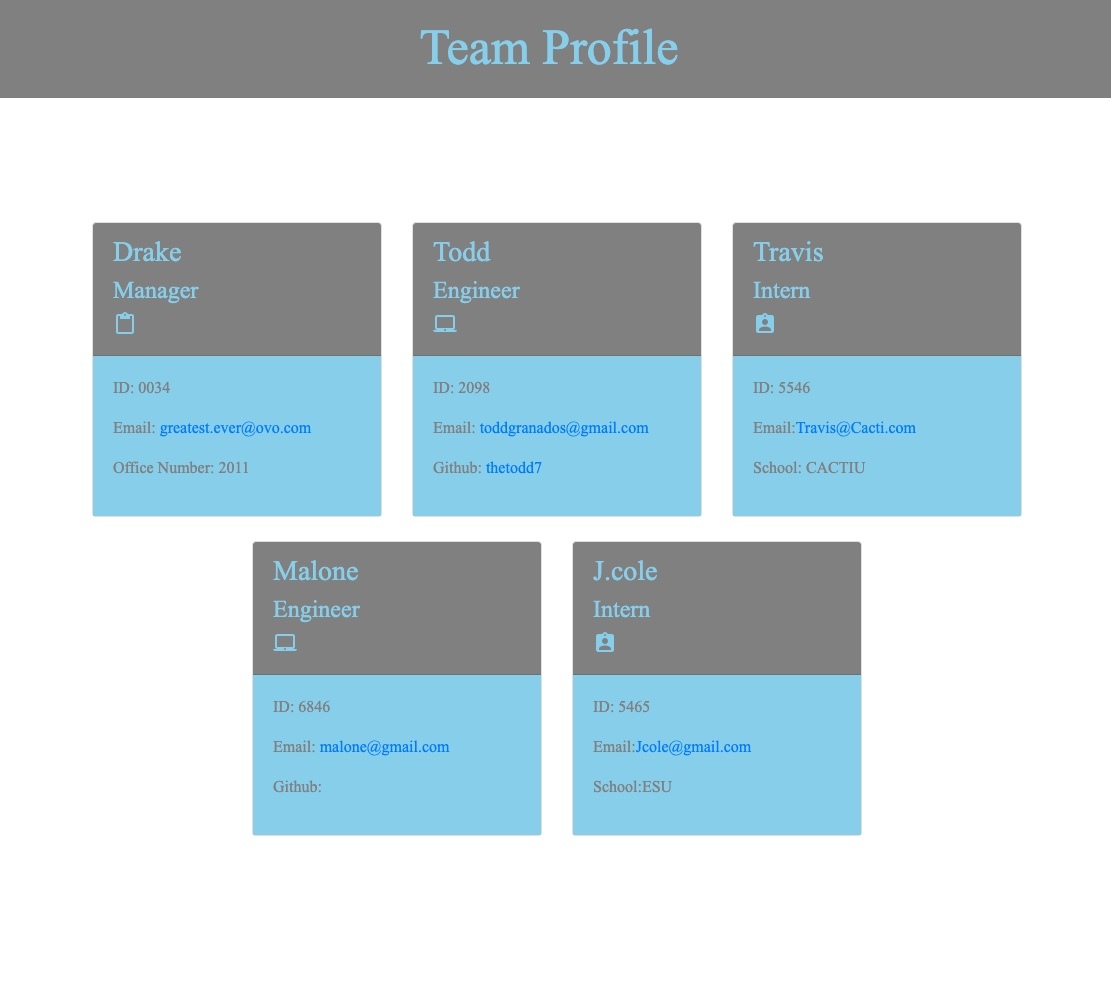 Team Profile
Drake
Manager
ID: 0034
Email: greatest.ever@ovo.com
Office Number: 2011
Todd
Engineer
ID: 2098
Email: toddgranados@gmail.com
Github: thetodd7
Travis
Intern
ID: 5546
Email:Travis@Cacti.com
School: CACTIU
Malone
Engineer
ID: 6846
Email: malone@gmail.com
Github:
J.cole
Intern
ID: 5465
Email:Jcole@gmail.com
School:ESU